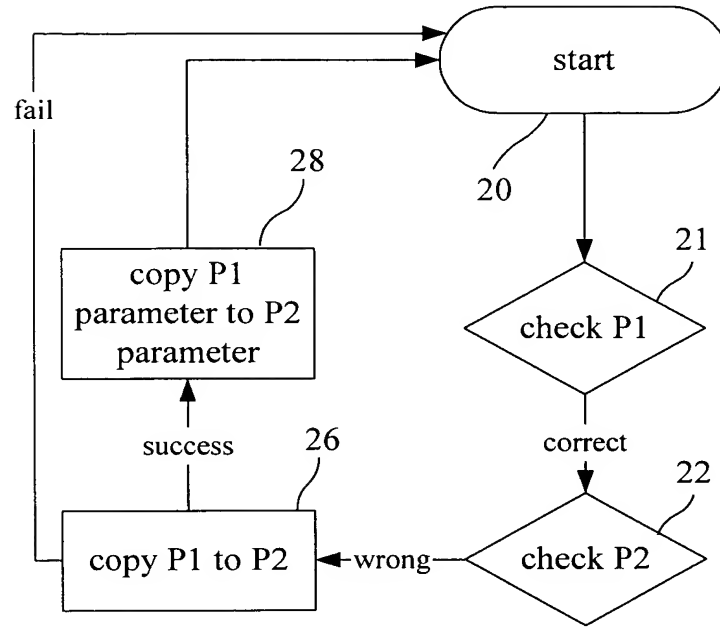 start
fail
20
28
copy P1
parameter to P2
parameter
21
check P1
success
correct
26
22
copy P1 to P2
wrong
check P2